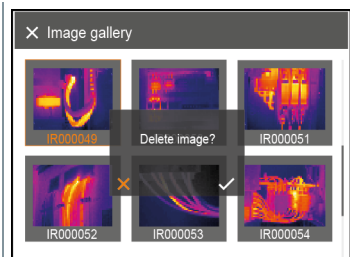 Image gallery
IR000049
Delete image?
IR000051
IR000052
IR000053
IR000054